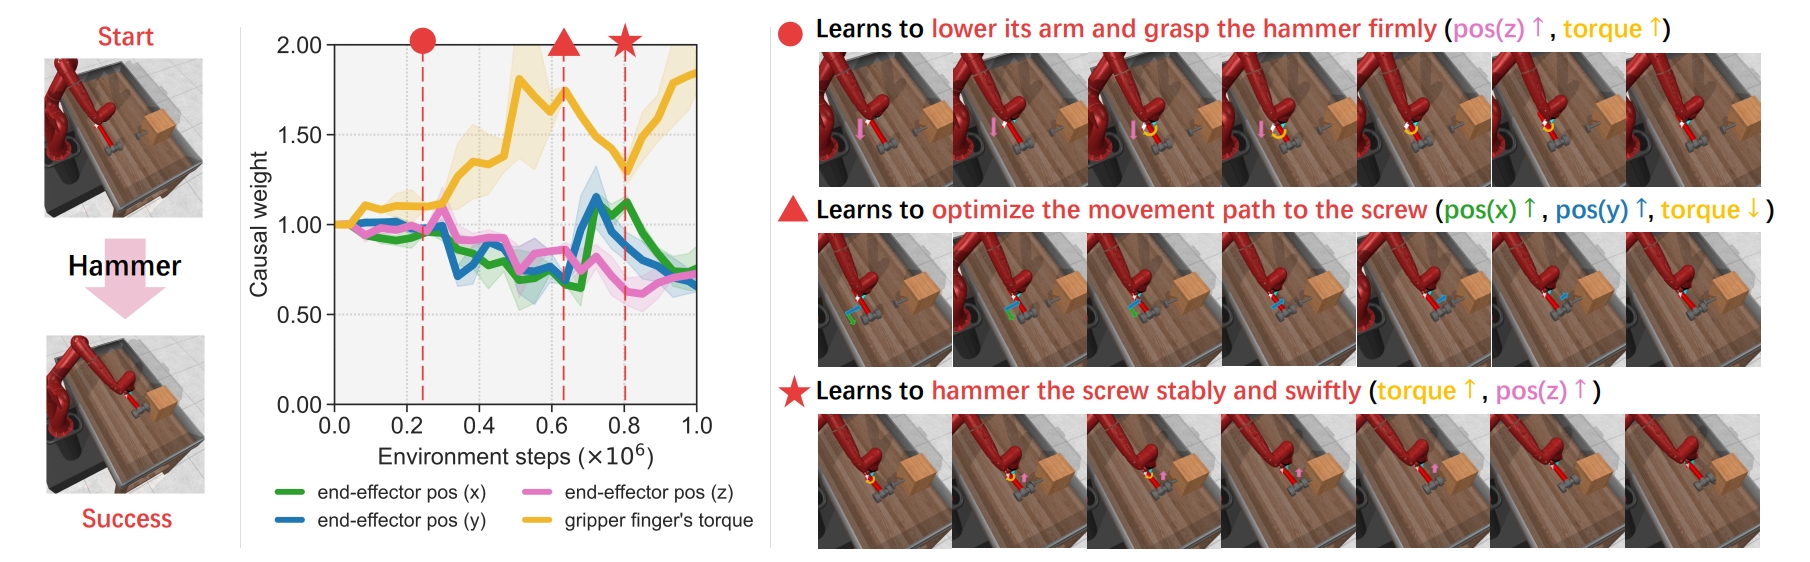 Start
Hammer
Success
2.00
1.50
1.00
0.50
0.00
Causal weight
0.0 0.2 0.4 0.6 0.8 1.0
Environment steps (×10⁶)
end-effector pos (x)
end-effector pos (y)
end-effector pos (z)
gripper finger's torque
Learns to lower its arm and grasp the hammer firmly (pos(z) ↑, torque ↑)
Learns to optimize the movement path to the screw (pos(x) ↑, pos(y) ↑, torque ↓)
Learns to hammer the screw stably and swiftly (torque ↑, pos(z) ↑)